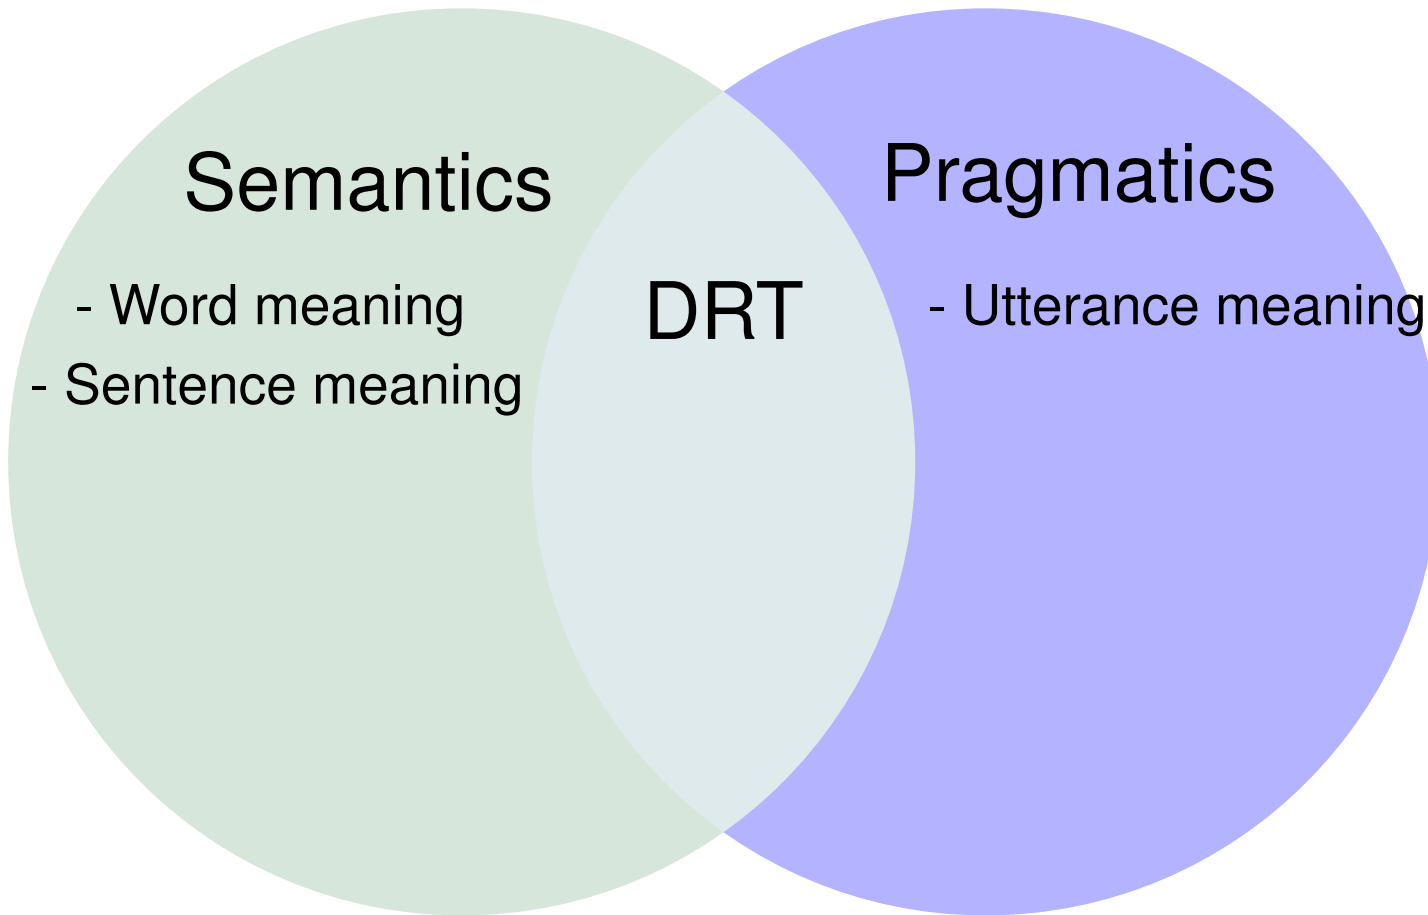 Semantics
- Word meaning
- Sentence meaning
DRT
Pragmatics
- Utterance meaning